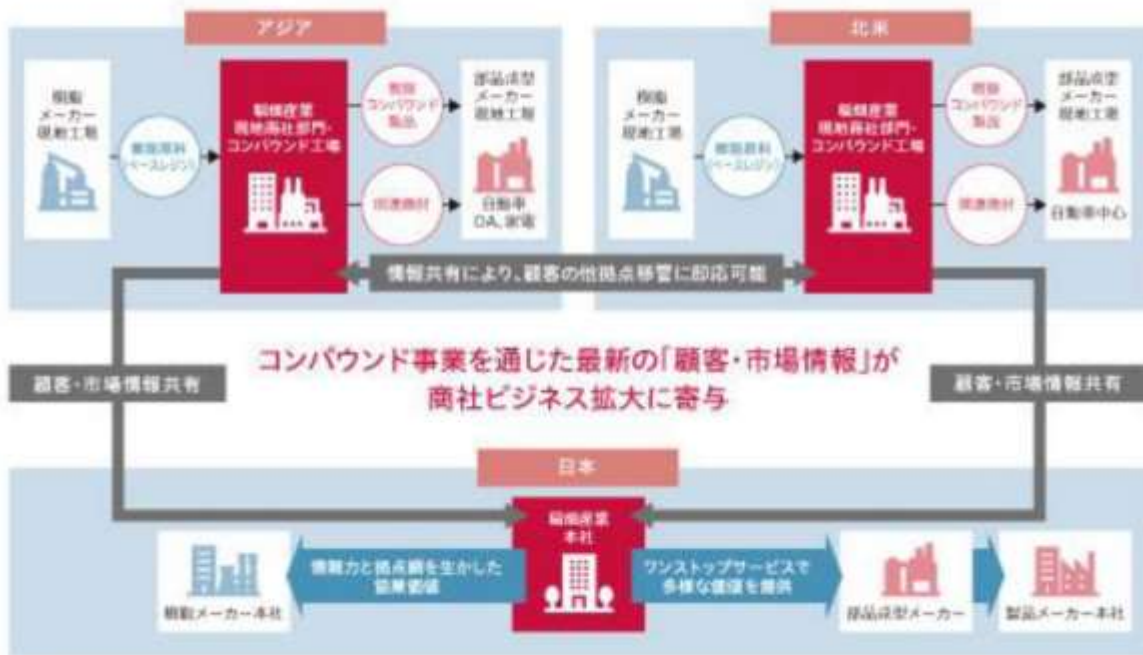 アジア
樹脂
メーカー
現地工場
樹脂原料
(ベースレジン)
稲畑産業
現地商社部門・
コンパウンド工場
樹脂
コンパウンド
製品
関連商材
部品成型
メーカー
現地工場
自動車
OA、家電
北米
樹脂
メーカー
現地工場
樹脂原料
(ベースレジン)
稲畑産業
現地商社部門・
コンパウンド工場
樹脂
コンパウンド
製品
関連商材
部品成型
メーカー
現地工場
自動車中心
情報共有により、顧客の他拠点移管に即応可能
顧客・市場情報共有
コンパウンド事業を通じた最新の「顧客・市場情報」が
商社ビジネス拡大に寄与
顧客・市場情報共有
日本
稲畑産業
本社
樹脂メーカー本社
情報力と拠点網を生かした
協業価値
ワンストップサービスで
多様な価値を提供
部品成型メーカー
製品メーカー本社